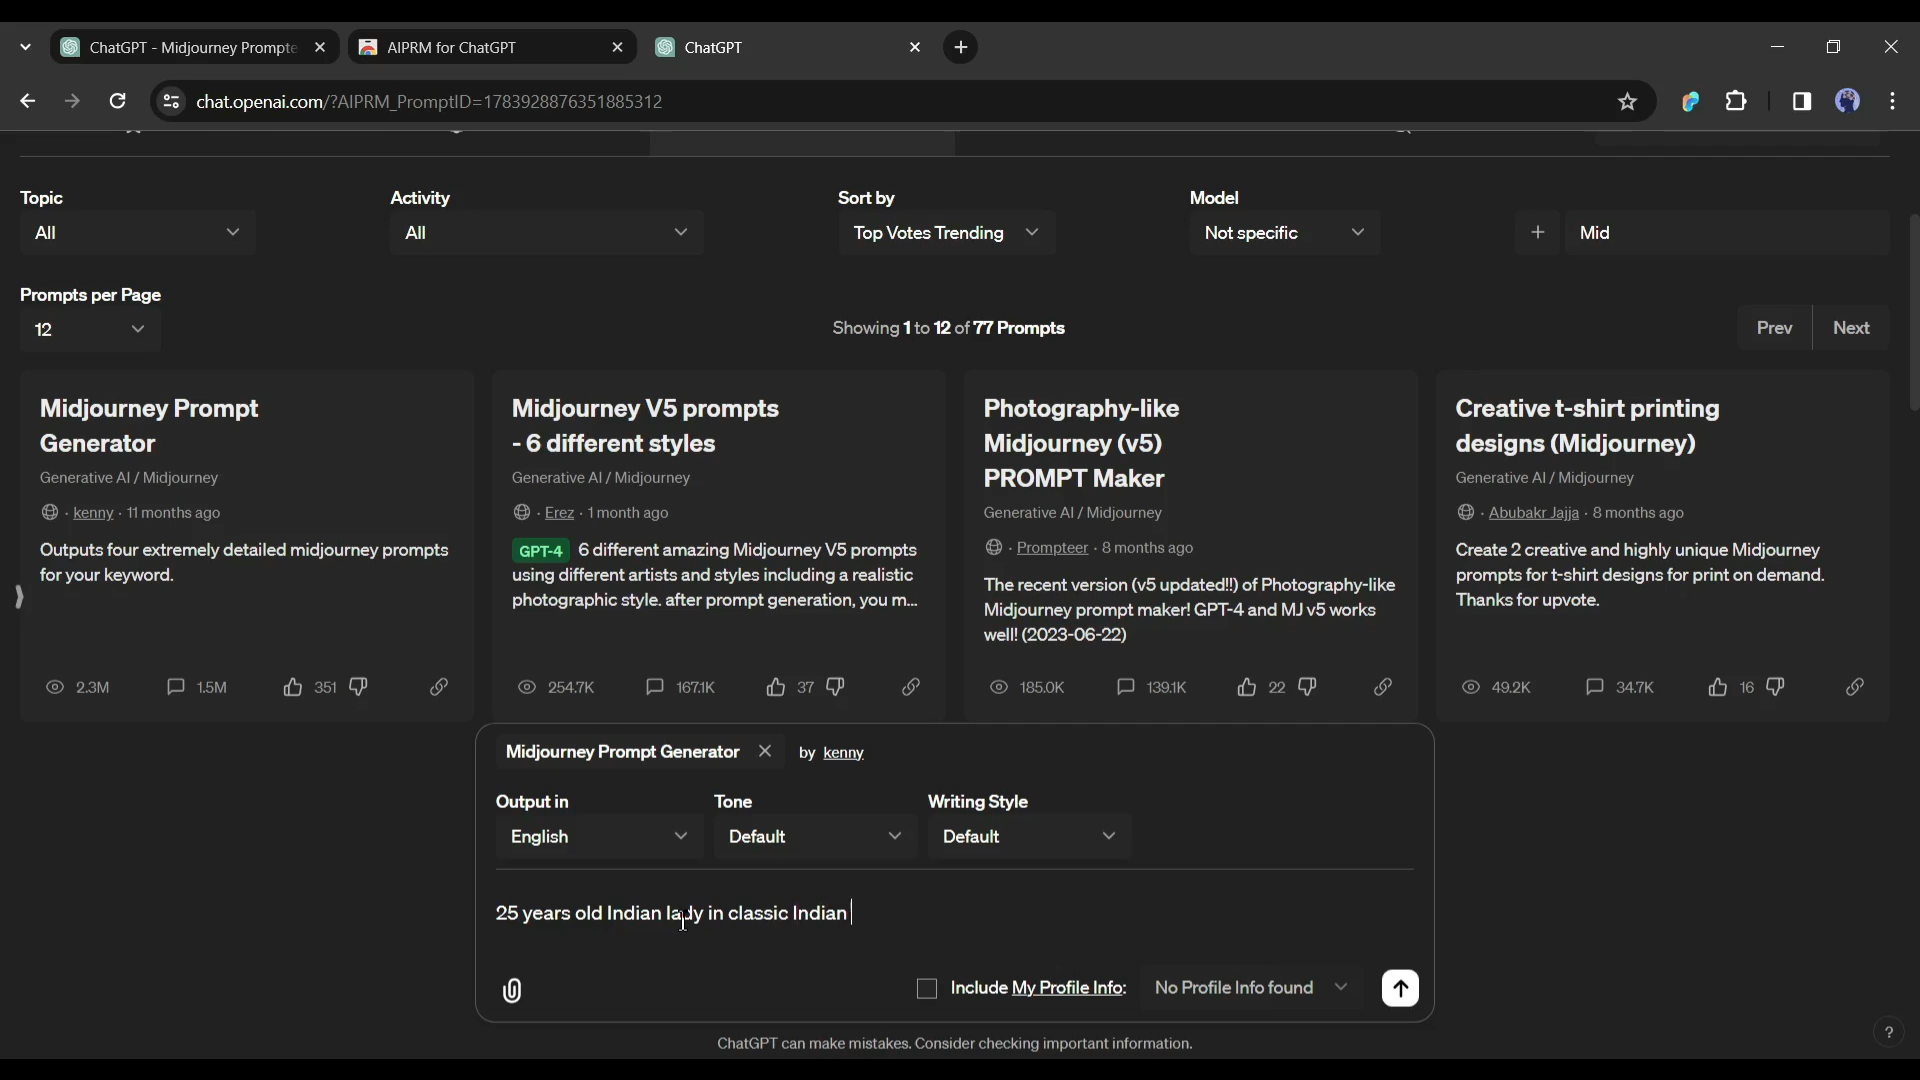 ChatGPT - Midjourney Prompte
AIPRM for ChatGPT
ChatGPT
chat.openai.com/?AIPRM_PromptID=1783928876351885312
Topic
Activity
Sort by
Model
All
All
Top Votes Trending
Not specific
+ Mid
Prompts per Page
12
Showing 1 to 12 of 77 Prompts
Prev
Next
Midjourney Prompt
Generator
Generative AI / Midjourney
kenny · 11 months ago
Outputs four extremely detailed midjourney prompts
for your keyword.
2.3M 1.5M 351
Midjourney V5 prompts
- 6 different styles
Generative AI / Midjourney
Erez · 1 month ago
GPT-4 6 different amazing Midjourney V5 prompts
using different artists and styles including a realistic
photographic style. after prompt generation, you m...
254.7K 167.1K 37
Photography-like
Midjourney (v5)
PROMPT Maker
Generative AI / Midjourney
Prompteer · 8 months ago
The recent version (v5 updated!!) of Photography-like
Midjourney prompt maker! GPT-4 and MJ v5 works
well! (2023-06-22)
185.0K 139.1K 22
Creative t-shirt printing
designs (Midjourney)
Generative AI / Midjourney
Abubakr Jajja · 8 months ago
Create 2 creative and highly unique Midjourney
prompts for t-shirt designs for print on demand.
Thanks for upvote.
49.2K 34.7K 16
Midjourney Prompt Generator by kenny
Output in
Tone
Writing Style
English
Default
Default
25 years old Indian lady in classic Indian
Include My Profile Info:
No Profile Info found
ChatGPT can make mistakes. Consider checking important information.
?